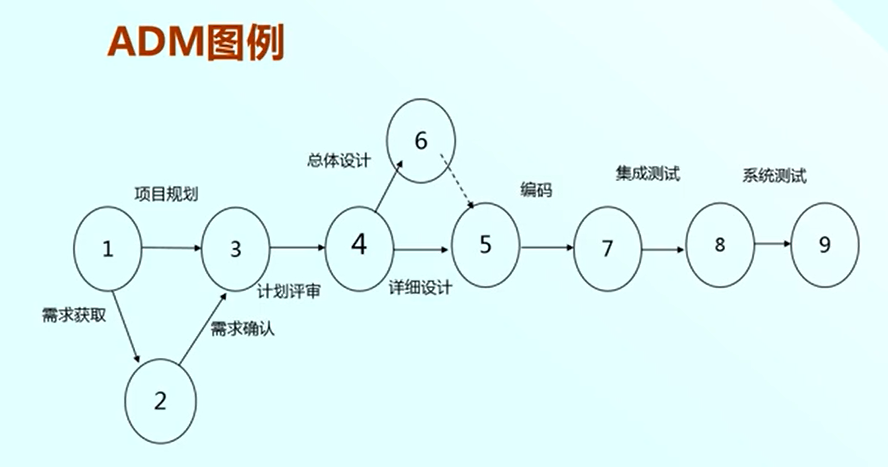 ADM图例
6
总体设计
集成测试
系统测试
编码
项目规划
1
3
4
5
7
8
9
计划评审
详细设计
需求获取
需求确认
2